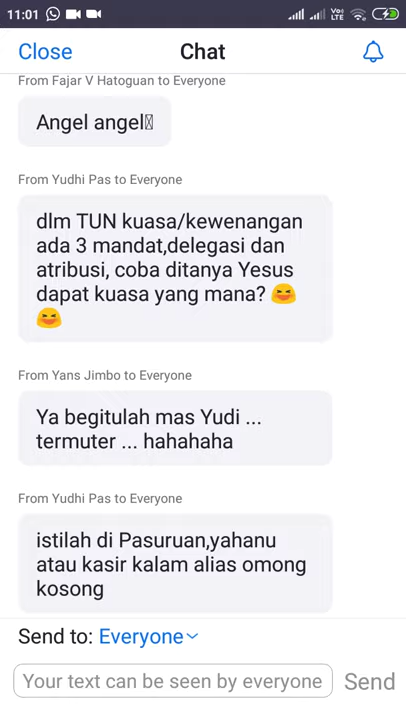 11:01
Vo) LTE
Close
Chat
From Fajar V Hatoguan to Everyone
Angel angel
From Yudhi Pas to Everyone
dlm TUN kuasa/kewenangan
ada 3 mandat,delegasi dan
atribusi, coba ditanya Yesus
dapat kuasa yang mana? 😆
😆
From Yans Jimbo to Everyone
Ya begitulah mas Yudi ...
termuter ... hahahaha
From Yudhi Pas to Everyone
istilah di Pasuruan,yahanu
atau kasir kalam alias omong
kosong
Send to: Everyone
Your text can be seen by everyone
Send